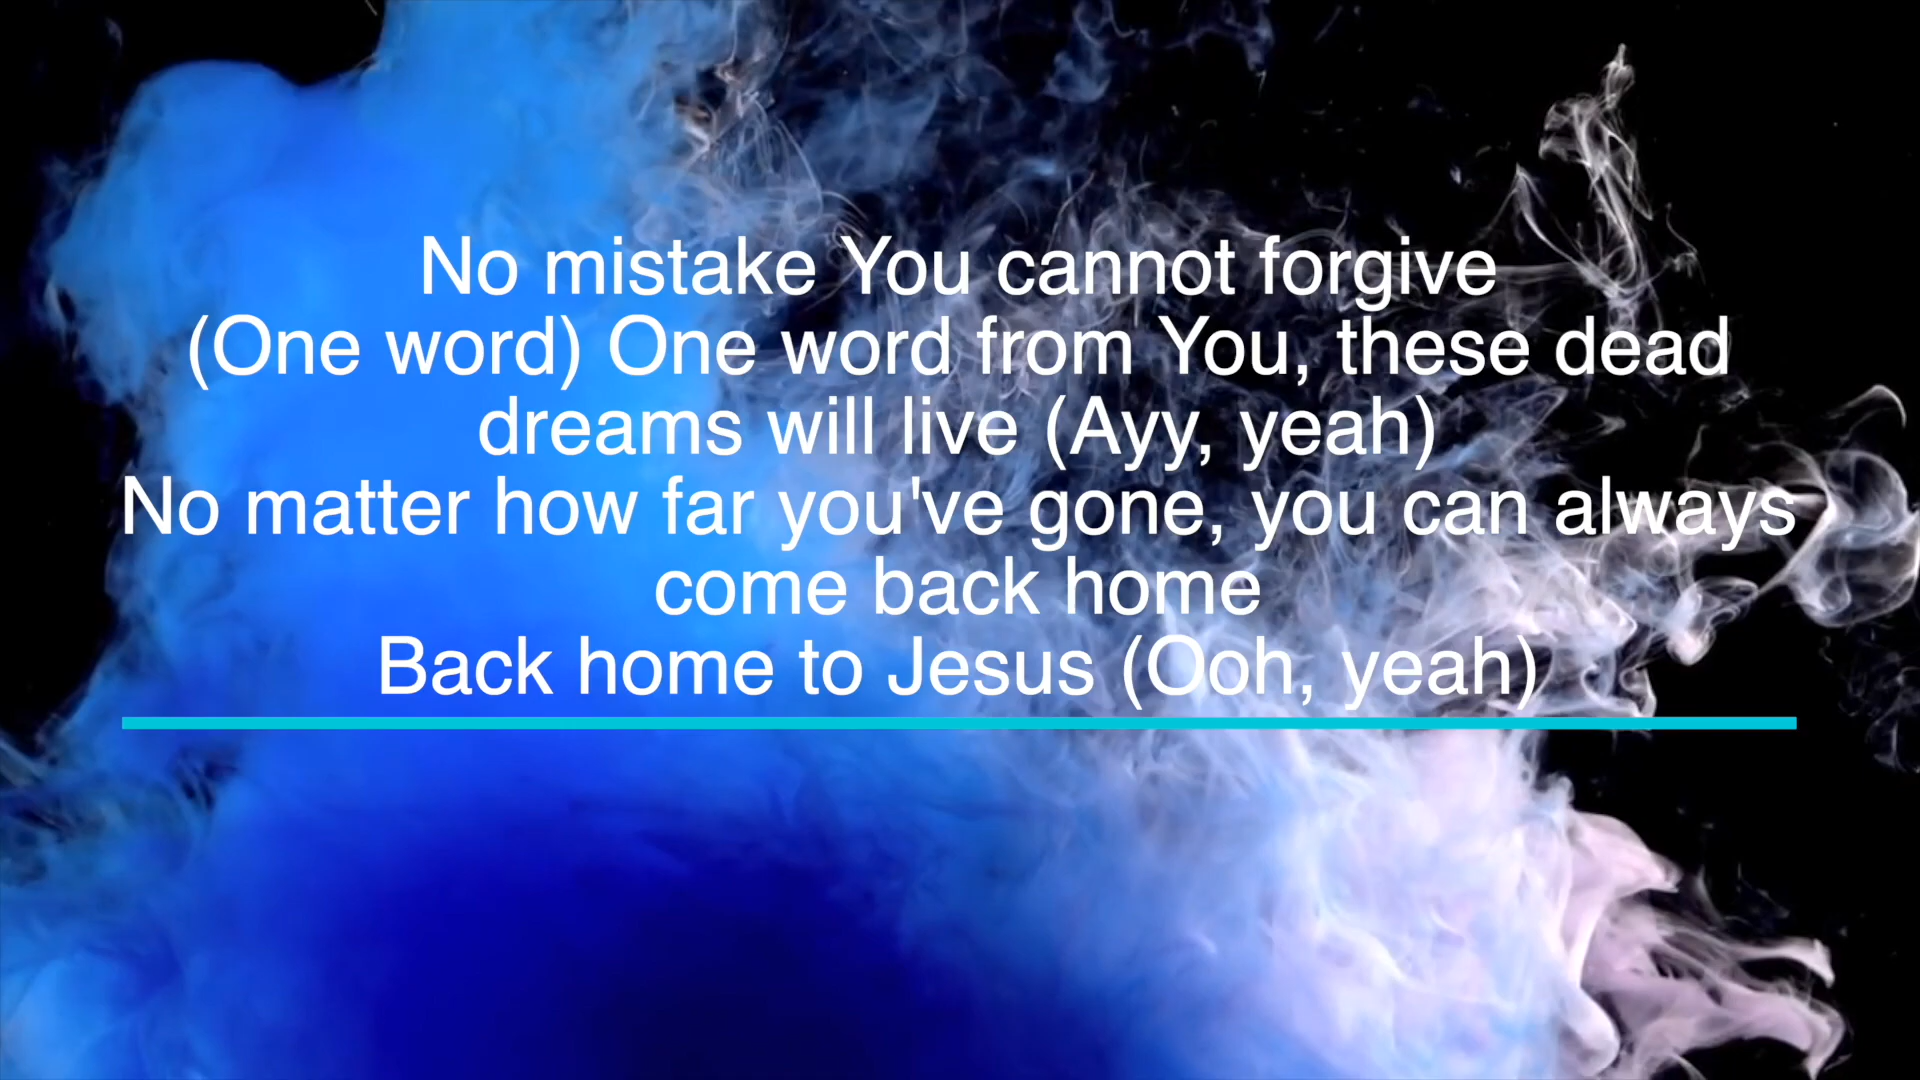 No mistake You cannot forgive
(One word) One word from You, these dead
dreams will live (Ayy, yeah)
No matter how far you've gone, you can always
come back home
Back home to Jesus (Ooh, yeah)